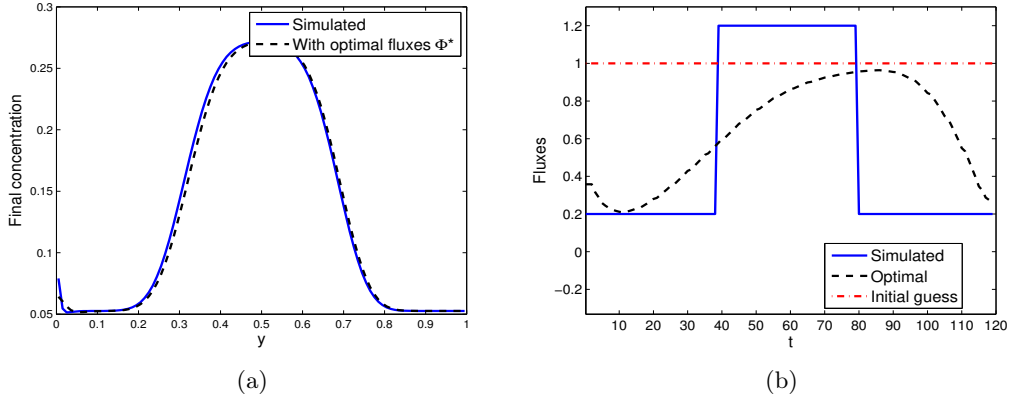 0.3
0.25
0.2
0.15
0.1
0.05
Final concentration
0 0.1 0.2 0.3 0.4 0.5 0.6 0.7 0.8 0.9 1
y
Simulated
With optimal fluxes Φ*
(a)
1.2
1
0.8
0.6
0.4
0.2
0
−0.2
Fluxes
10 20 30 40 50 60 70 80 90 100 110 120
t
Simulated
Optimal
Initial guess
(b)